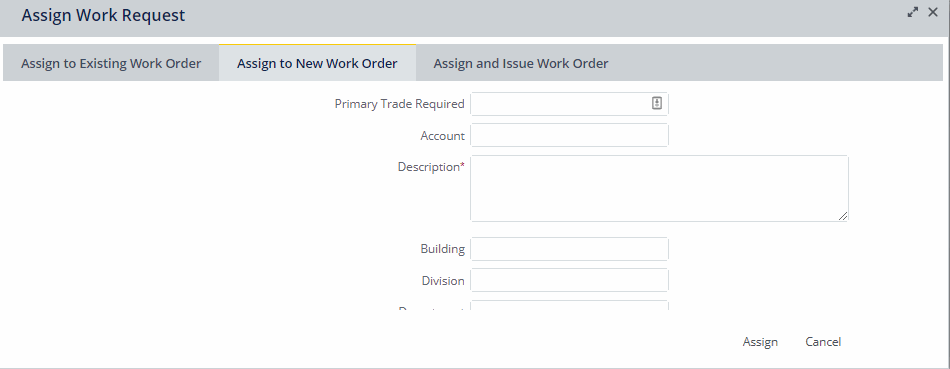 Assign Work Request
Assign to Existing Work Order Assign to New Work Order Assign and Issue Work Order
Primary Trade Required
Account
Description*
Building
Division
Assign Cancel